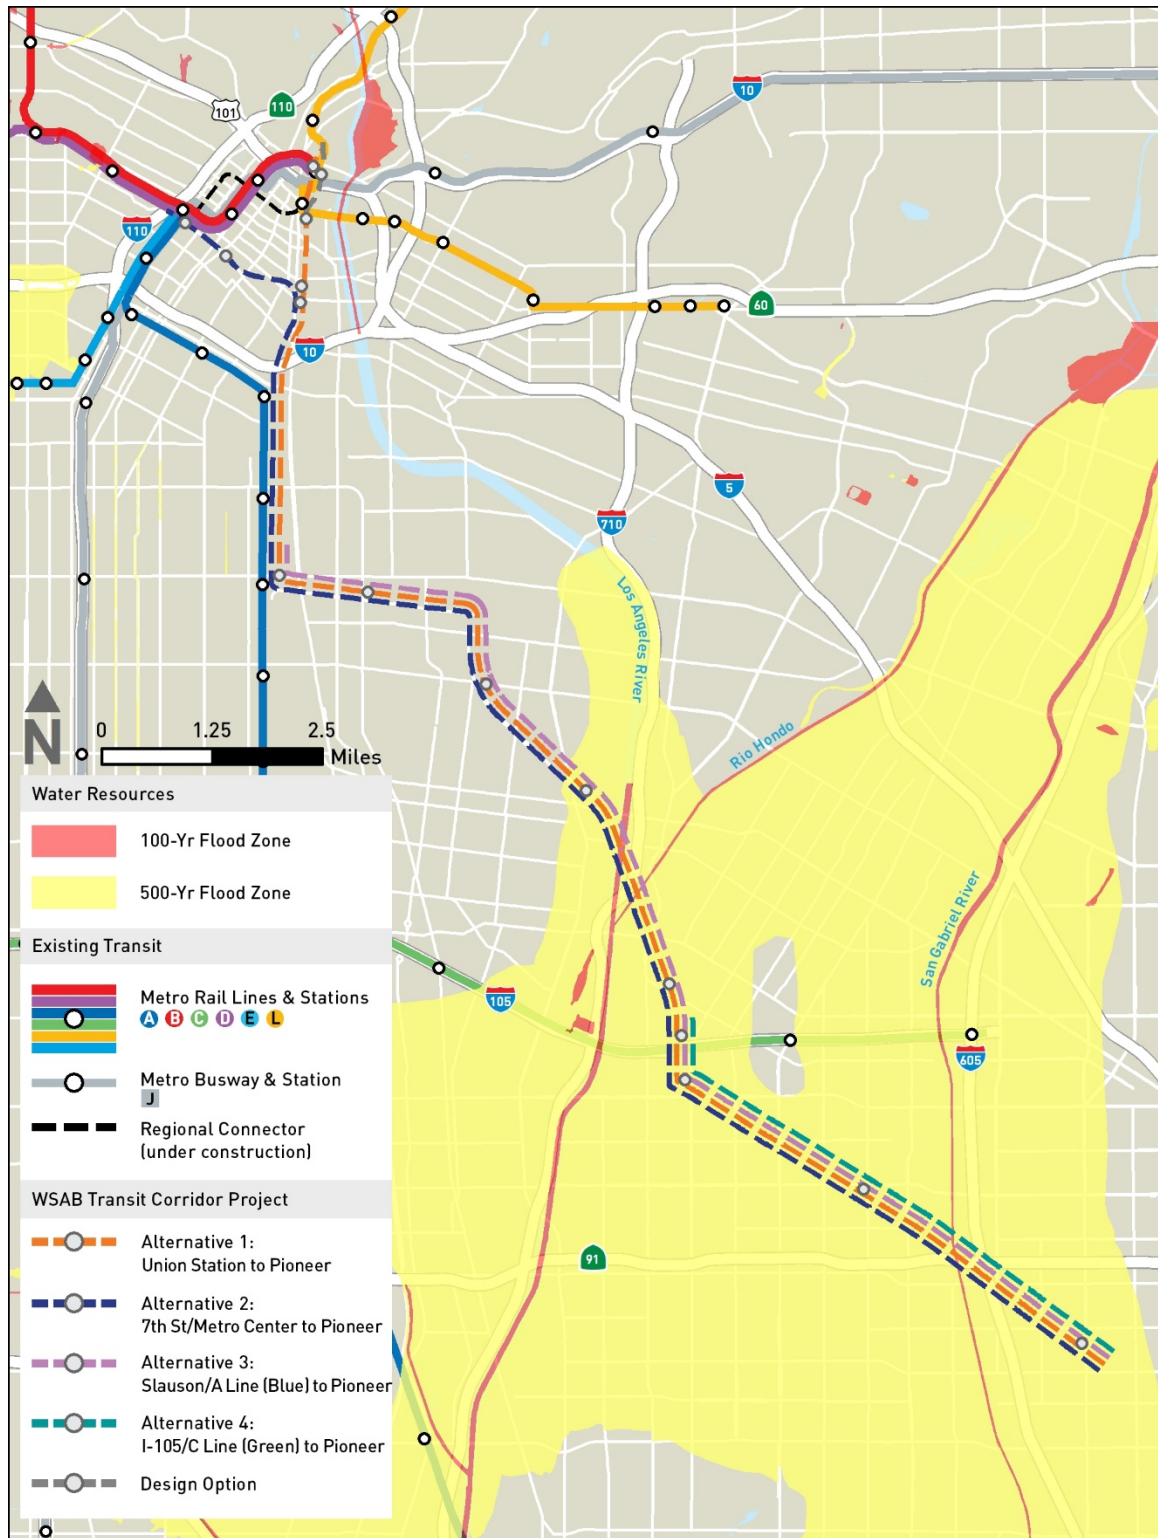 101
110
10
110
60
10
5
710
Los Angeles River
N
0 1.25 2.5
Miles
Rio Hondo
San Gabriel River
105
605
91
Water Resources
100-Yr Flood Zone
500-Yr Flood Zone
Existing Transit
Metro Rail Lines & Stations
A B C D E L
Metro Busway & Station
J
Regional Connector
(under construction)
WSAB Transit Corridor Project
Alternative 1:
Union Station to Pioneer
Alternative 2:
7th St/Metro Center to Pioneer
Alternative 3:
Slauson/A Line (Blue) to Pioneer
Alternative 4:
I-105/C Line (Green) to Pioneer
Design Option